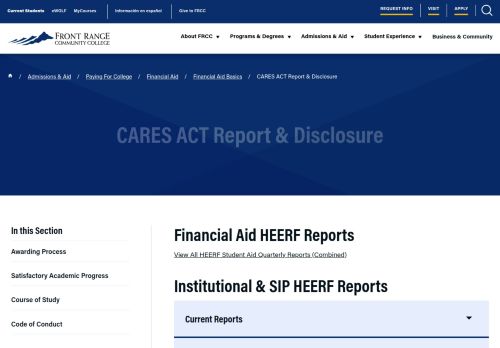 Current Students eWOLF MyCourses Información en español Give to FRCC REQUEST INFO VISIT APPLY
FRONT RANGE
COMMUNITY COLLEGE
About FRCC Programs & Degrees Admissions & Aid Student Experience Business & Community
/ Admissions & Aid / Paying For College / Financial Aid / Financial Aid Basics / CARES ACT Report & Disclosure
CARES ACT Report & Disclosure
In this Section
Awarding Process
Satisfactory Academic Progress
Course of Study
Code of Conduct
Financial Aid HEERF Reports
View All HEERF Student Aid Quarterly Reports (Combined)
Institutional & SIP HEERF Reports
Current Reports